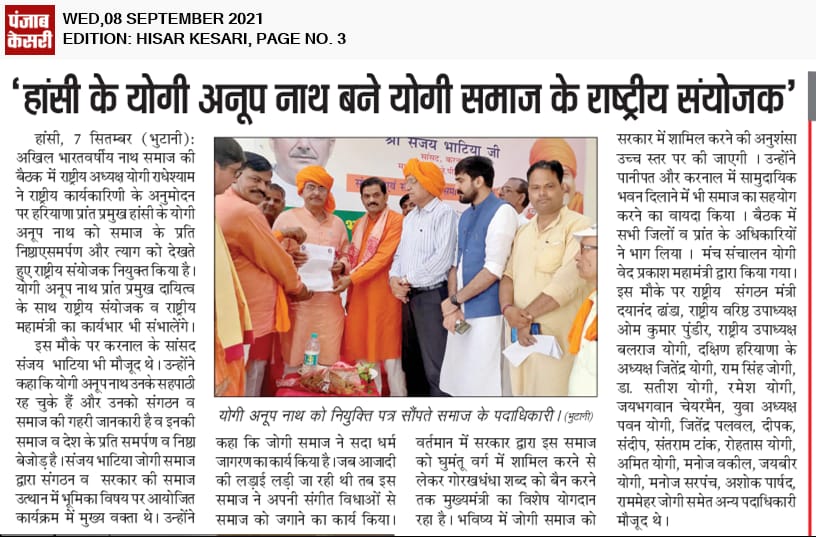 पंजाब
केसरी
WED,08 SEPTEMBER 2021
EDITION: HISAR KESARI, PAGE NO. 3
‘हांसी के योगी अनूप नाथ बने योगी समाज के राष्ट्रीय संयोजक’
हांसी, 7 सितम्बर (भुटानी):
अखिल भारतवर्षीय नाथ समाज की
बैठक में राष्ट्रीय अध्यक्ष योगी राधेश्याम
ने राष्ट्रीय कार्यकारिणी के अनुमोदन
पर हरियाणा प्रांत प्रमुख हांसी के योगी
अनूप नाथ को समाज के प्रति
निष्ठाएसमर्पण और त्याग को देखते
हुए राष्ट्रीय संयोजक नियुक्त किया है।
योगी अनूप नाथ प्रांत प्रमुख दायित्व
के साथ राष्ट्रीय संयोजक व राष्ट्रीय
महामंत्री का कार्यभार भी संभालेंगे।
इस मौके पर करनाल के सांसद
संजय भाटिया भी मौजूद थे। उन्होंने
कहा कि योगी अनूप नाथ उनके सहपाठी
रह चुके हैं और उनको संगठन व
समाज की गहरी जानकारी है व इनकी
समाज व देश के प्रति समर्पण व निष्ठा
बेजोड़ है। संजय भाटिया जोगी समाज
द्वारा संगठन व सरकार की समाज
उत्थान में भूमिका विषय पर आयोजित
कार्यक्रम में मुख्य वक्ता थे। उन्होंने
श्री संजय भाटिया जी
सांसद, कर
योगी अनूप नाथ को नियुक्ति पत्र सौंपते समाज के पदाधिकारी। (भुटानी)
कहा कि जोगी समाज ने सदा धर्म
जागरण का कार्य किया है। जब आजादी
की लड़ाई लड़ी जा रही थी तब इस
समाज ने अपनी संगीत विधाओं से
समाज को जगाने का कार्य किया।
वर्तमान में सरकार द्वारा इस समाज
को घुमंतू वर्ग में शामिल करने से
लेकर गोरखधंधा शब्द को बैन करने
तक मुख्यमंत्री का विशेष योगदान
रहा है। भविष्य में जोगी समाज को
सरकार में शामिल करने की अनुशंसा
उच्च स्तर पर की जाएगी । उन्होंने
पानीपत और करनाल में सामुदायिक
भवन दिलाने में भी समाज का सहयोग
करने का वायदा किया । बैठक में
सभी जिलों व प्रांत के अधिकारियों
ने भाग लिया । मंच संचालन योगी
वेद प्रकाश महामंत्री द्वारा किया गया।
इस मौके पर राष्ट्रीय संगठन मंत्री
दयानंद ढांडा, राष्ट्रीय वरिष्ठ उपाध्यक्ष
ओम कुमार पुंडीर, राष्ट्रीय उपाध्यक्ष
बलराज योगी, दक्षिण हरियाणा के
अध्यक्ष जितेंद्र योगी, राम सिंह जोगी,
डा. सतीश योगी, रमेश योगी,
जयभगवान चेयरमैन, युवा अध्यक्ष
पवन योगी, जितेंद्र पलवल, दीपक,
संदीप, संतराम टांक, रोहतास योगी,
अमित योगी, मनोज वकील, जयबीर
योगी, मनोज सरपंच, अशोक पार्षद,
राममेहर जोगी समेत अन्य पदाधिकारी
मौजूद थे।